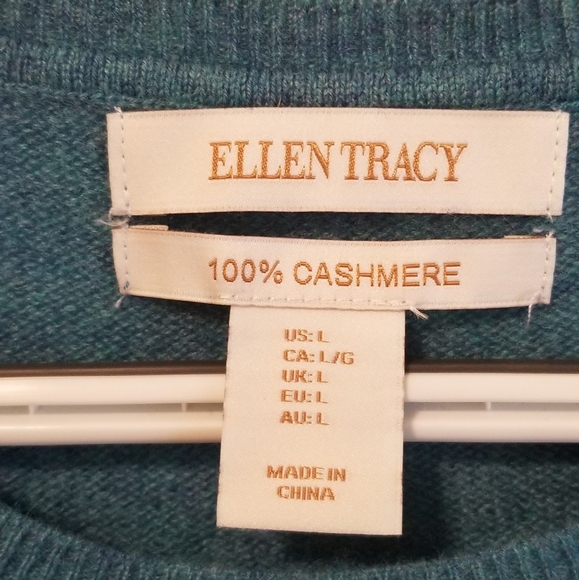 ELLEN TRACY
100% CASHMERE
US: L
CA: L/G
UK: L
EU: L
AU: L
MADE IN
CHINA